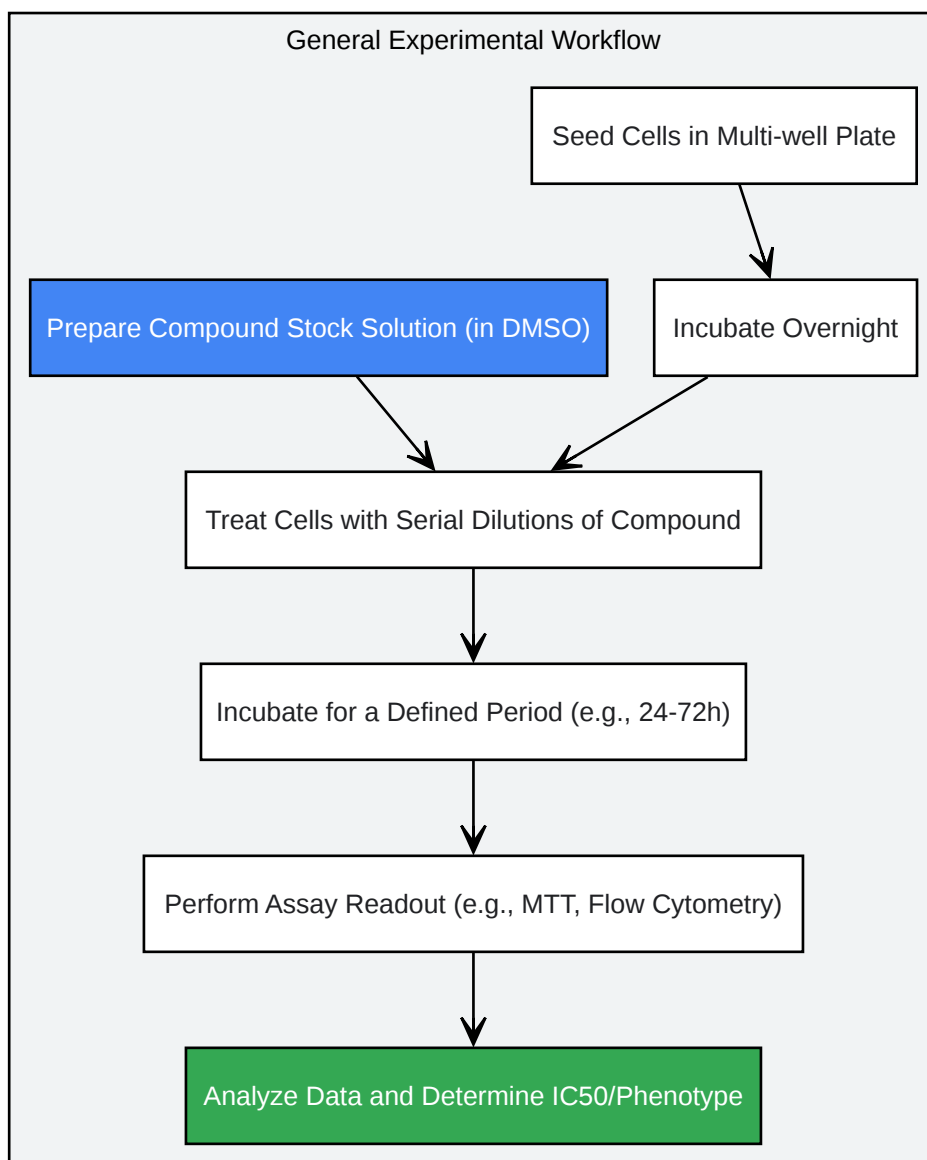 General Experimental Workflow
Seed Cells in Multi-well Plate
Prepare Compound Stock Solution (in DMSO)
Incubate Overnight
Treat Cells with Serial Dilutions of Compound
Incubate for a Defined Period (e.g., 24-72h)
Perform Assay Readout (e.g., MTT, Flow Cytometry)
Analyze Data and Determine IC50/Phenotype